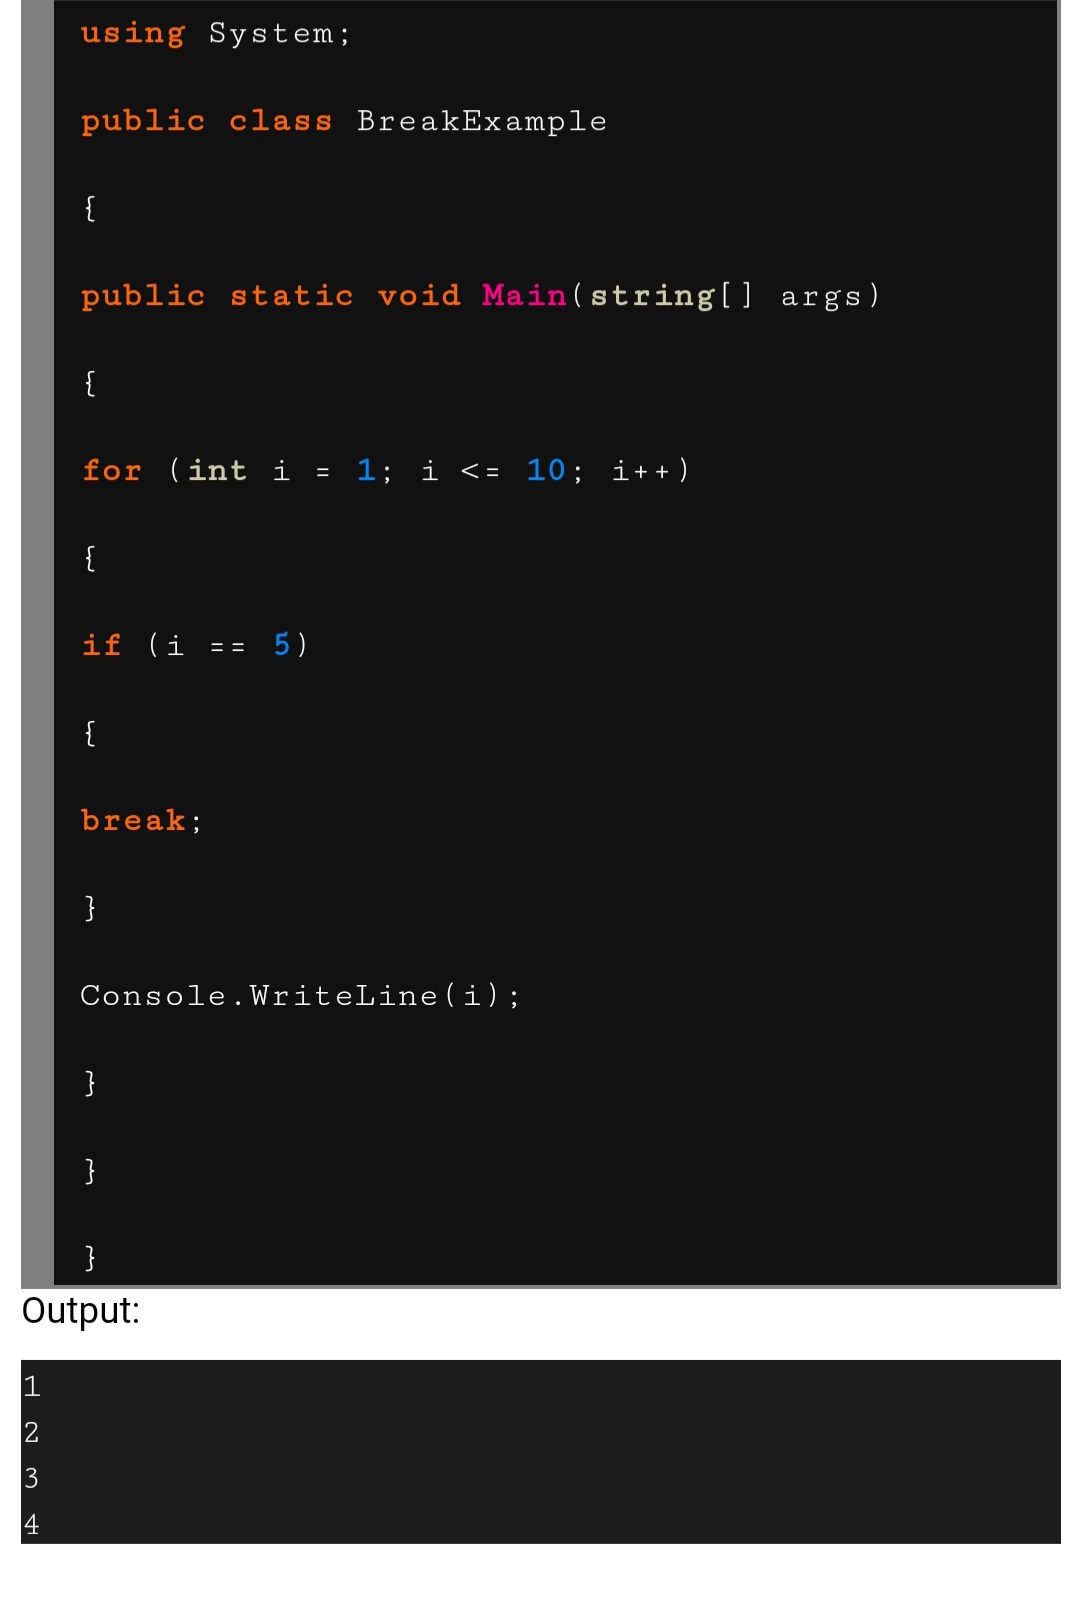 using System;
public class BreakExample
{
public static void Main(string[] args)
{
for (int i = 1; i <= 10; i++)
{
if (i == 5)
{
break;
}
Console.WriteLine(i);
}
}
}
Output:
1
2
3
4